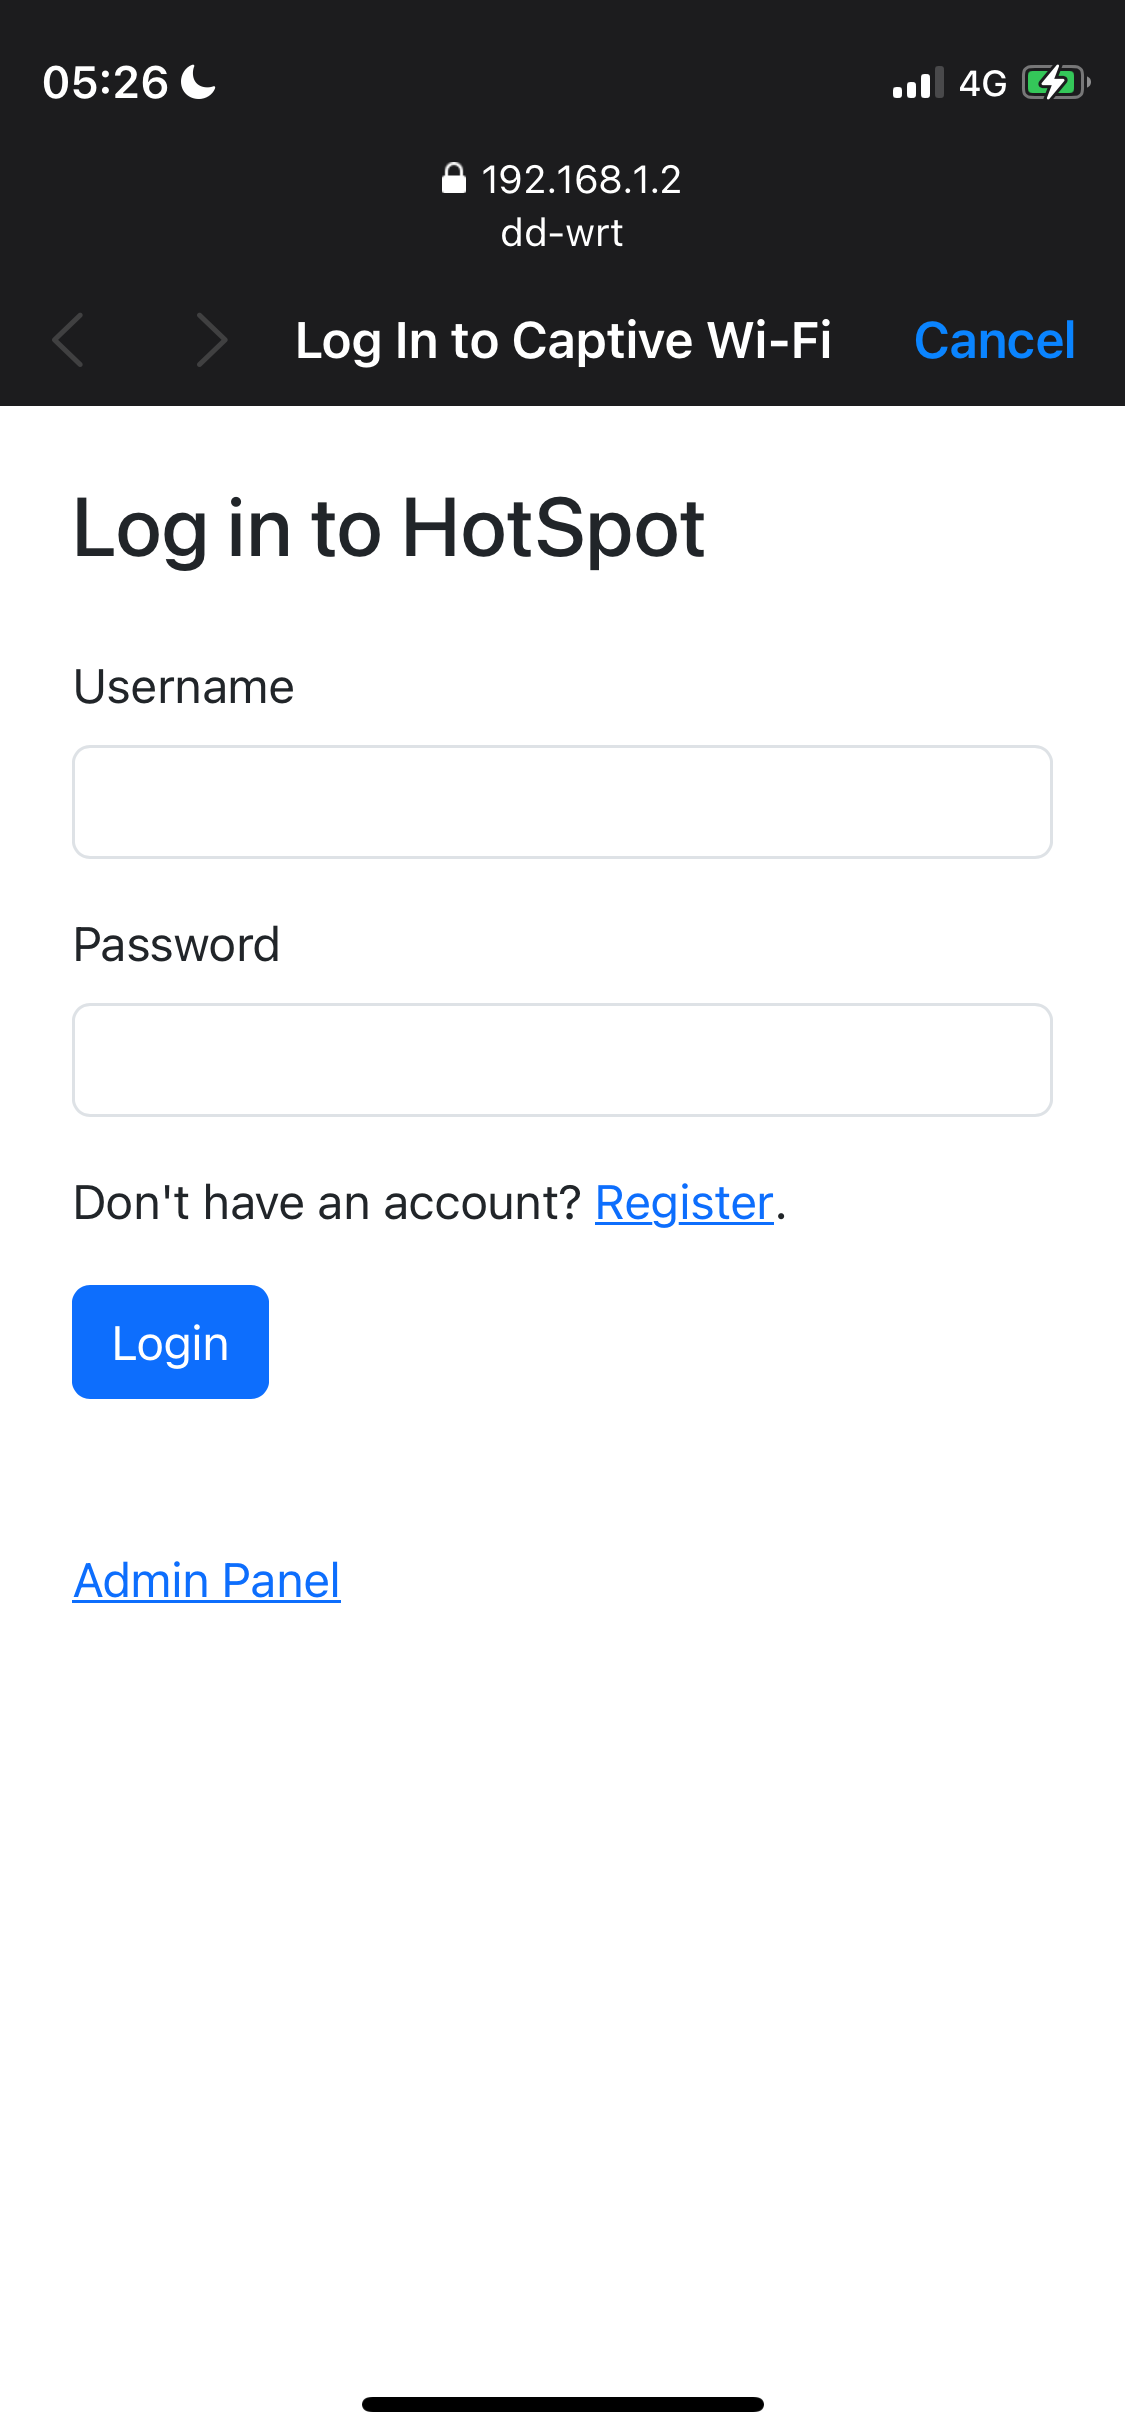 05:26
4G
192.168.1.2
dd-wrt
Log In to Captive Wi-Fi
Cancel
Log in to HotSpot
Username
Password
Don't have an account? Register.
Login
Admin Panel